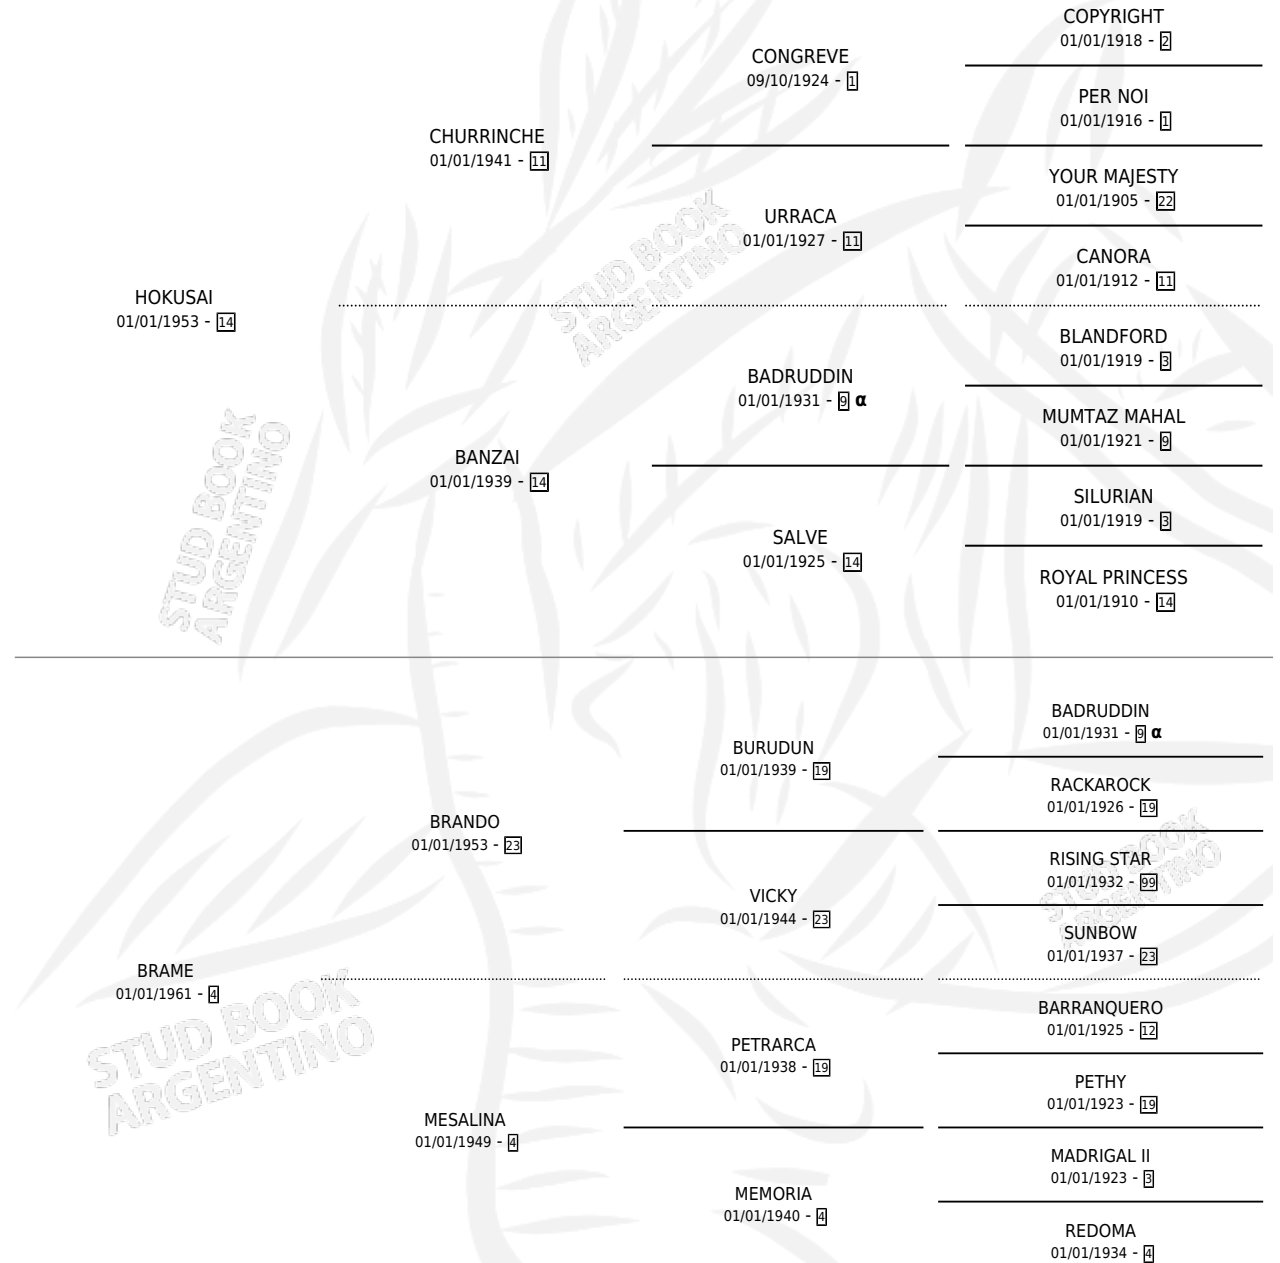 COPYRIGHT
01/01/1918 - 2
CONGREVE
09/10/1924 - 1
PER NOI
01/01/1916 - 1
CHURRINCHE
01/01/1941 - 11
YOUR MAJESTY
01/01/1905 - 22
URRACA
01/01/1927 - 11
CANORA
01/01/1912 - 11
HOKUSAI
01/01/1953 - 14
BLANDFORD
01/01/1919 - 3
BADRUDDIN
01/01/1931 - 9 α
MUMTAZ MAHAL
01/01/1921 - 9
BANZAI
01/01/1939 - 14
SILURIAN
01/01/1919 - 3
SALVE
01/01/1925 - 14
ROYAL PRINCESS
01/01/1910 - 14
BADRUDDIN
01/01/1931 - 9 α
BURUDUN
01/01/1939 - 19
RACKAROCK
01/01/1926 - 19
BRANDO
01/01/1953 - 23
RISING STAR
01/01/1932 - 99
VICKY
01/01/1944 - 23
SUNBOW
01/01/1937 - 23
BRAME
01/01/1961 - 4
BARRANQUERO
01/01/1925 - 12
PETRARCA
01/01/1938 - 19
PETHY
01/01/1923 - 19
MESALINA
01/01/1949 - 4
MADRIGAL II
01/01/1923 - 3
MEMORIA
01/01/1940 - 4
REDOMA
01/01/1934 - 4
STUD BOOK
ARGENTINO
STUD BOOK
ARGENTINO
STUD BOOK
ARGENTINO
STUD BOOK
ARGENTINO